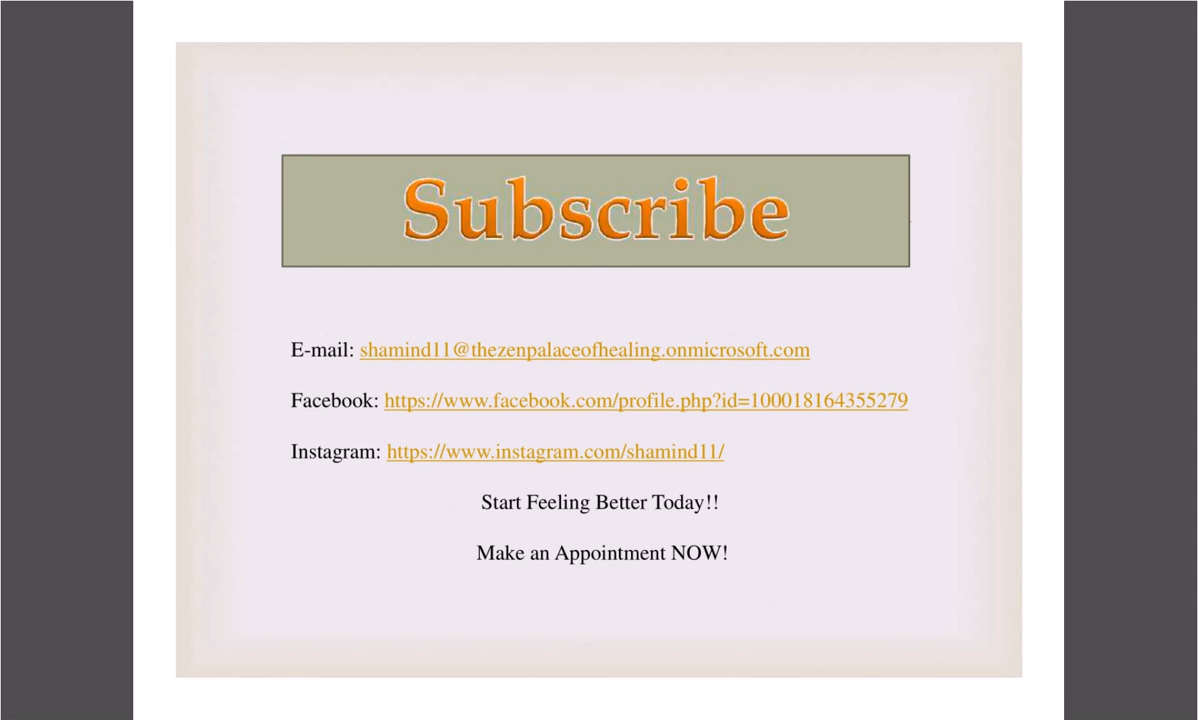 Subscribe
E-mail: shamind11@thezenpalaceofhealing.onmicrosoft.com
Facebook: https://www.facebook.com/profile.php?id=100018164355279
Instagram: https://www.instagram.com/shamind11/
Start Feeling Better Today!!
Make an Appointment NOW!